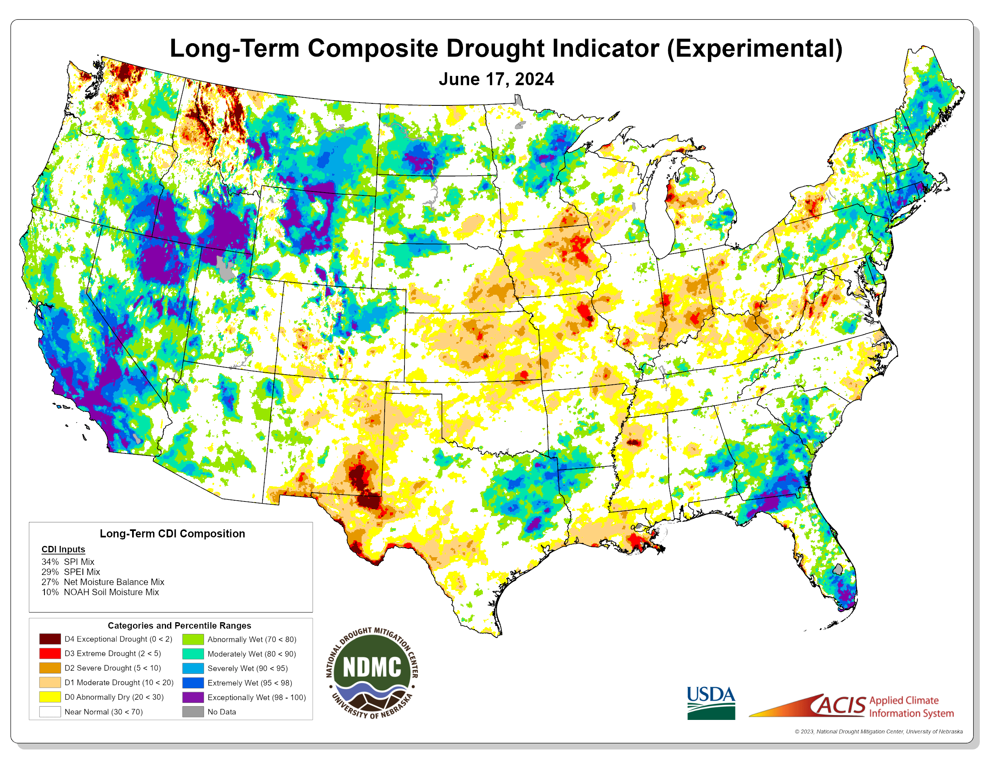 Long-Term Composite Drought Indicator (Experimental)
June 17, 2024
Long-Term CDI Composition
CDI Inputs
34% SPI Mix
29% SPEI Mix
27% Net Moisture Balance Mix
10% NOAH Soil Moisture Mix
Categories and Percentile Ranges
D4 Exceptional Drought (0 < 2)
D3 Extreme Drought (2 < 5)
D2 Severe Drought (5 < 10)
D1 Moderate Drought (10 < 20)
D0 Abnormally Dry (20 < 30)
Near Normal (30 < 70)
Abnormally Wet (70 < 80)
Moderately Wet (80 < 90)
Severely Wet (90 < 95)
Extremely Wet (95 < 98)
Exceptionally Wet (98 - 100)
No Data
NATIONAL DROUGHT MITIGATION CENTER
NDMC
UNIVERSITY OF NEBRASKA
USDA
ACIS Applied Climate
Information System
© 2023, National Drought Mitigation Center, University of Nebraska